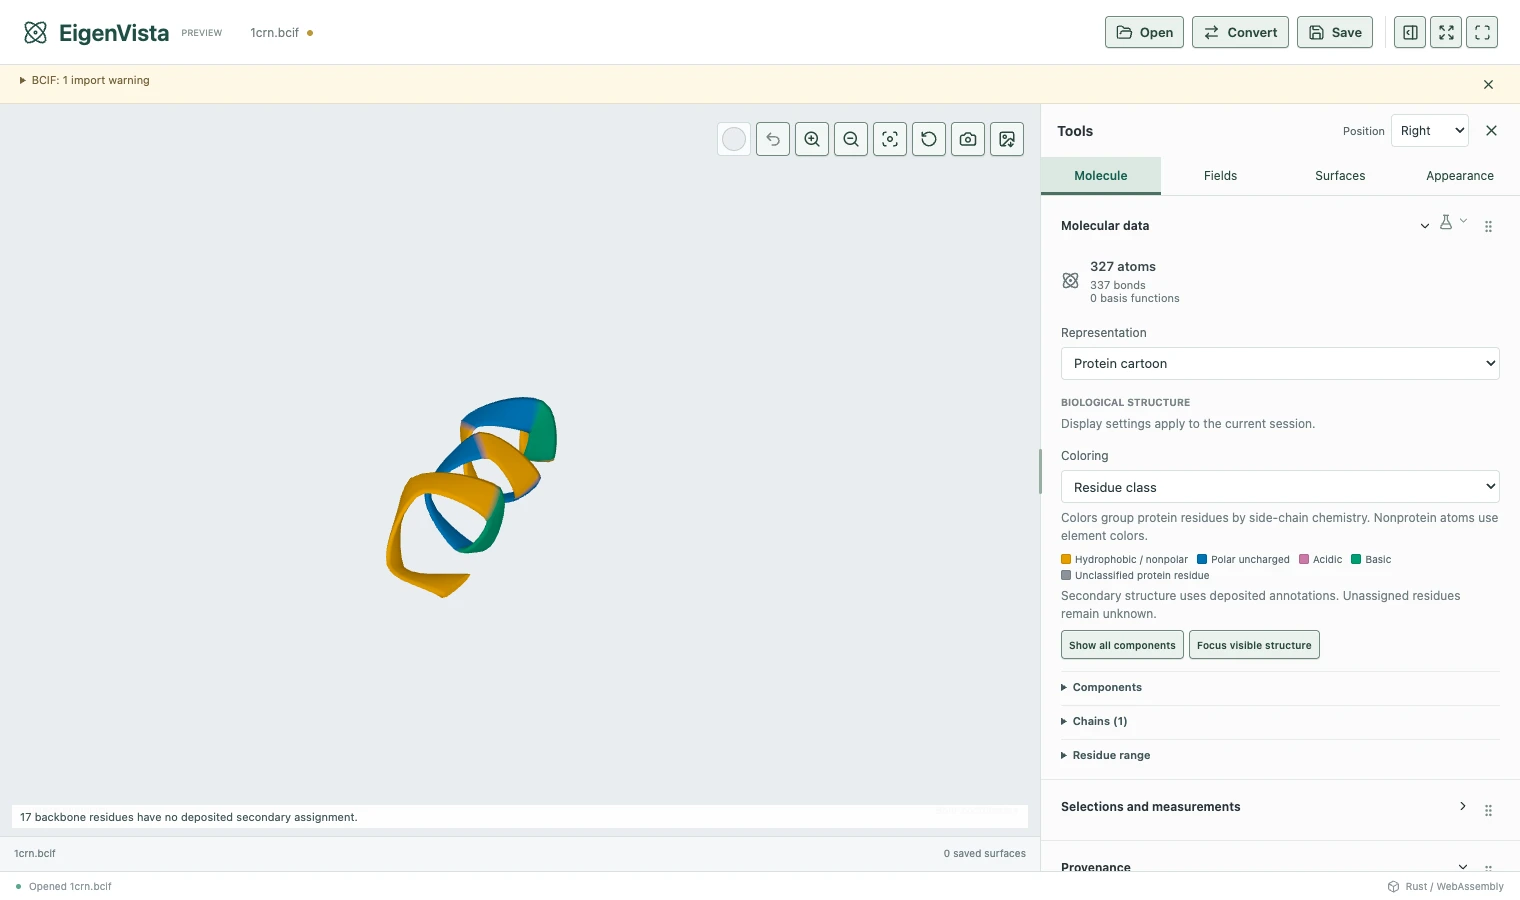 EigenVista PREVIEW 1crn.bcif
Open Convert Save
BCIF: 1 import warning
Tools Position Right
Molecule Fields Surfaces Appearance
Molecular data
327 atoms
337 bonds
0 basis functions
Representation
Protein cartoon
BIOLOGICAL STRUCTURE
Display settings apply to the current session.
Coloring
Residue class
Colors group protein residues by side-chain chemistry. Nonprotein atoms use
element colors.
Hydrophobic / nonpolar Polar uncharged Acidic Basic
Unclassified protein residue
Secondary structure uses deposited annotations. Unassigned residues
remain unknown.
Show all components Focus visible structure
Components
Chains (1)
Residue range
Selections and measurements
Provenance
17 backbone residues have no deposited secondary assignment.
1crn.bcif 0 saved surfaces
Opened 1crn.bcif Rust / WebAssembly